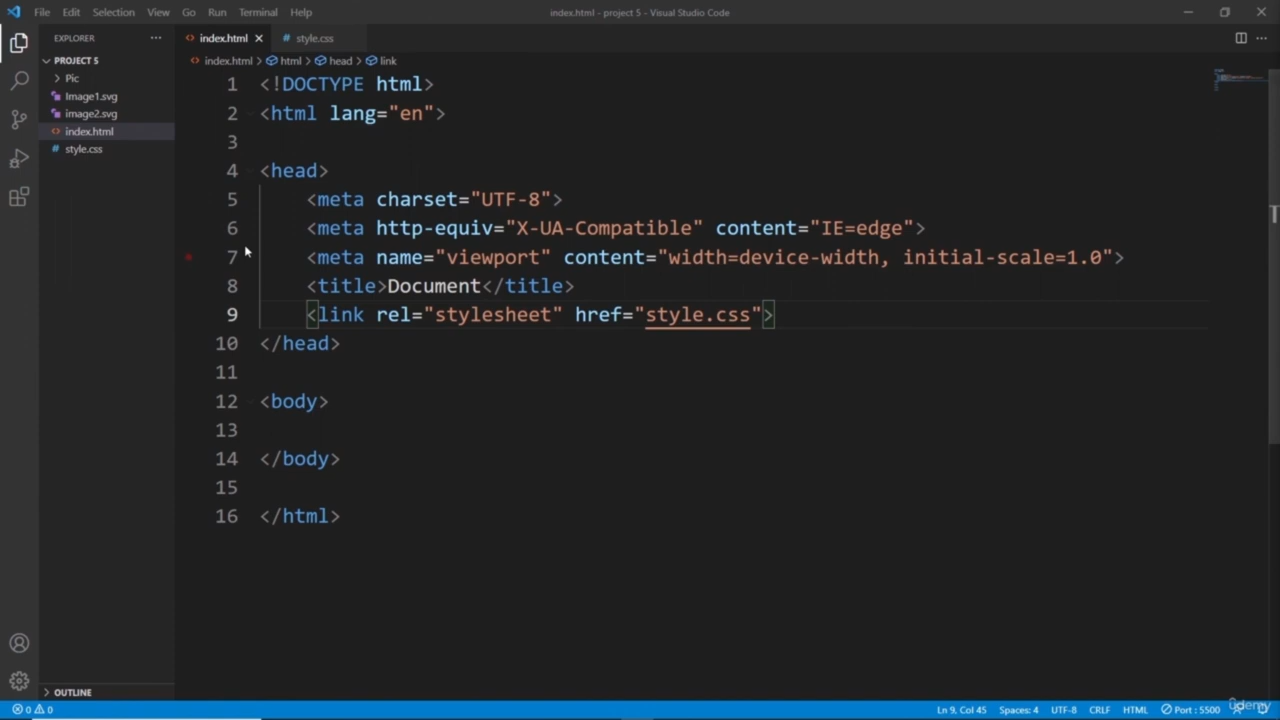 File Edit Selection View Go Run Terminal Help index.html - project 5 - Visual Studio Code
EXPLORER ...
PROJECT 5
Pic
Image1.svg
image2.svg
index.html
style.css
OUTLINE
index.html style.css
index.html > html > head > link
1 <!DOCTYPE html>
2 <html lang="en">
3
4 <head>
5 <meta charset="UTF-8">
6 <meta http-equiv="X-UA-Compatible" content="IE=edge">
7 <meta name="viewport" content="width=device-width, initial-scale=1.0">
8 <title>Document</title>
9 <link rel="stylesheet" href="style.css">
10 </head>
11
12 <body>
13
14 </body>
15
16 </html>
0 0 Ln 9, Col 45 Spaces: 4 UTF-8 CRLF HTML Port : 5500
udemy